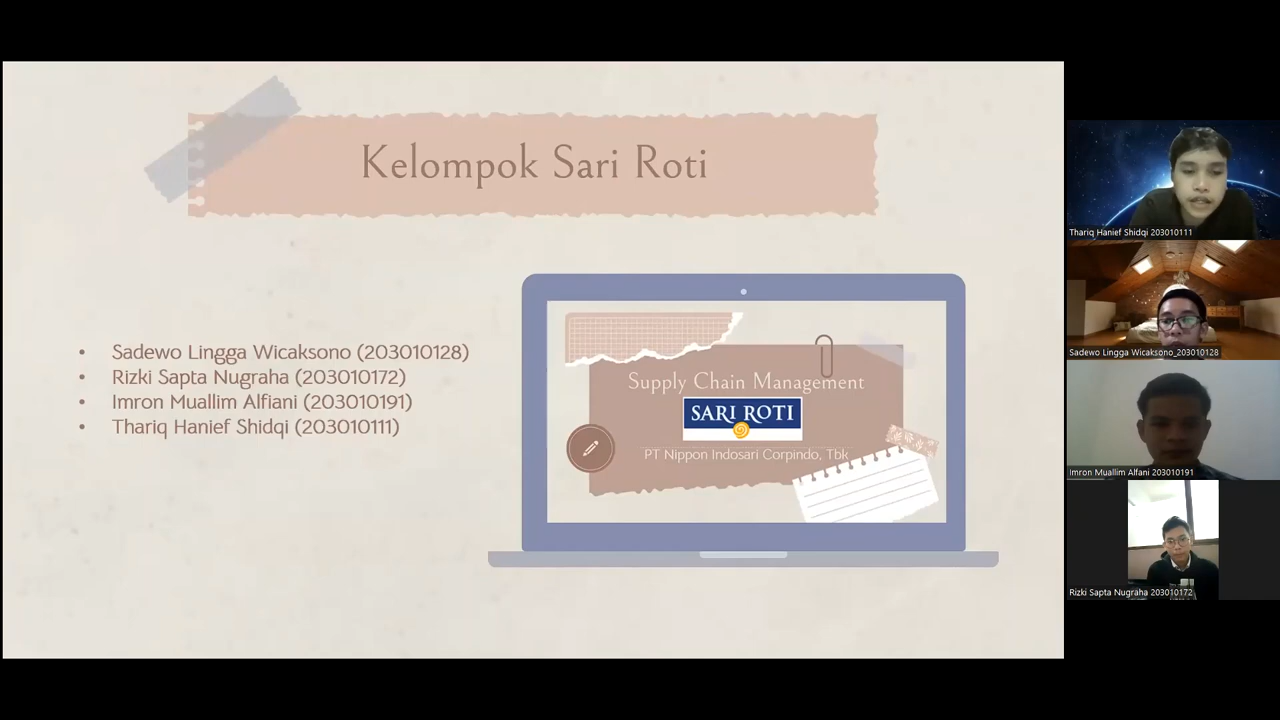 Kelompok Sari Roti
• Sadewo Lingga Wicaksono (203010128)
• Rizki Sapta Nugraha (203010172)
• Imron Muallim Alfiani (203010191)
• Thariq Hanief Shidqi (203010111)
Supply Chain Management
SARI ROTI
PT Nippon Indosari Corpindo, Tbk
Thariq Hanief Shidqi 203010111
Sadewo Lingga Wicaksono_203010128
Imron Muallim Alfani 203010191
Rizki Sapta Nugraha 203010172